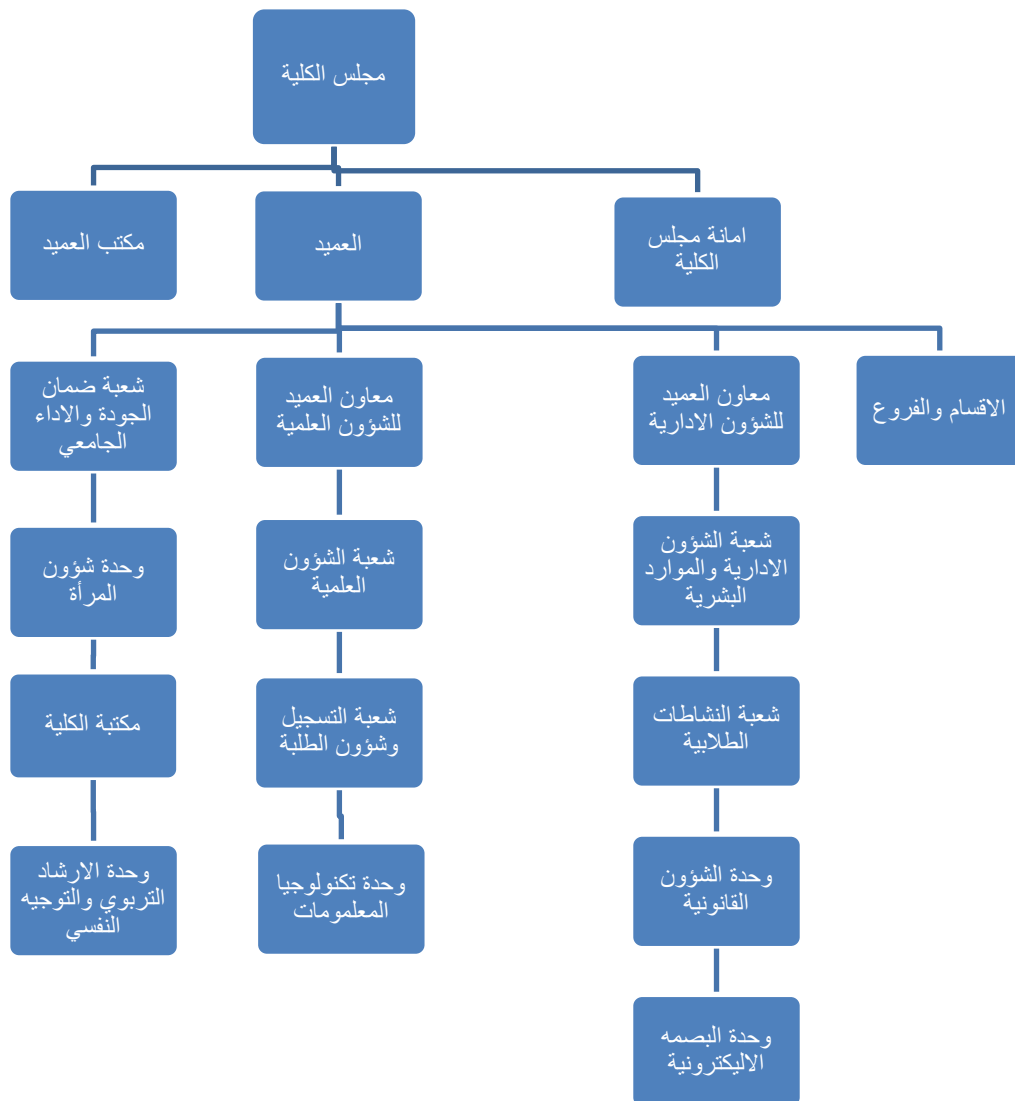 مجلس الكلية
امانة مجلس
الكلية
العميد
مكتب العميد
الاقسام والفروع
معاون العميد
للشؤون الادارية
معاون العميد
للشؤون العلمية
شعبة ضمان
الجودة والاداء
الجامعي
شعبة الشؤون
الادارية والموارد
البشرية
شعبة الشؤون
العلمية
وحدة شؤون
المرأة
شعبة النشاطات
الطلابية
شعبة التسجيل
وشؤون الطلبة
مكتبة الكلية
وحدة الشؤون
القانونية
وحدة تكنولوجيا
المعلمومات
وحدة الارشاد
التربوي والتوجيه
النفسي
وحدة البصمه
الاليكترونية